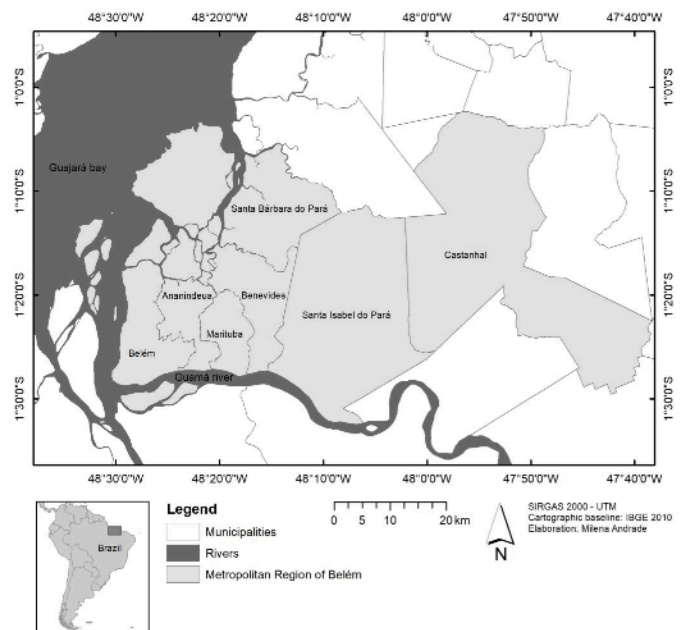 48°30'0"W 48°20'0"W 48°10'0"W 48°0'0"W 47°50'0"W 47°40'0"W
1°0'0"S 1°0'0"S
Guajará bay
1°10'0"S 1°10'0"S
Santa Bárbara do Pará
Castanhal
1°20'0"S 1°20'0"S
Ananindeua
Benevides
Santa Isabel do Pará
Marituba
Belém
Guamá river
1°30'0"S 1°30'0"S
48°30'0"W 48°20'0"W 48°10'0"W 48°0'0"W 47°50'0"W 47°40'0"W
Brazil
Legend
Municipalities
Rivers
Metropolitan Region of Belém
0 5 10 20 km
N
SIRGAS 2000 - UTM
Cartographic baseline: IBGE 2010
Elaboration: Milena Andrade